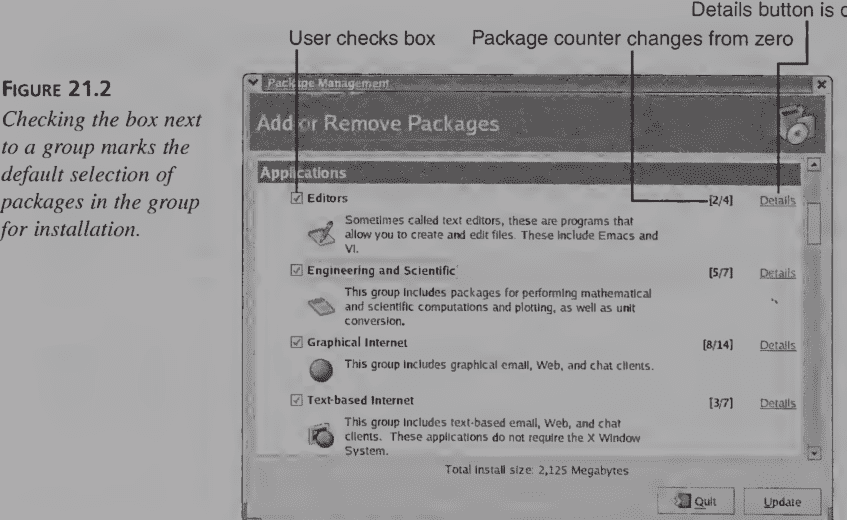 Details button is
User checks box
Package counter changes from zero
FIGURE 21.2
Checking the box next
to a group marks the
default selection of
packages in the group
for installation.
Package Management
Add or Remove Packages
Applications
Editors
[2/4]
Details
Sometimes called text editors, these are programs that
allow you to create and edit files. These include Emacs and
VI.
Engineering and Scientific
[5/7]
Details
This group includes packages for performing mathematical
and scientific computations and plotting, as well as unit
conversion.
Graphical Internet
[8/14]
Details
This group includes graphical email, Web, and chat clients.
Text-based Internet
[3/7]
Details
This group includes text-based email, Web, and chat
clients. These applications do not require the X Window
System.
Total install size: 2,125 Megabytes
Quit
Update